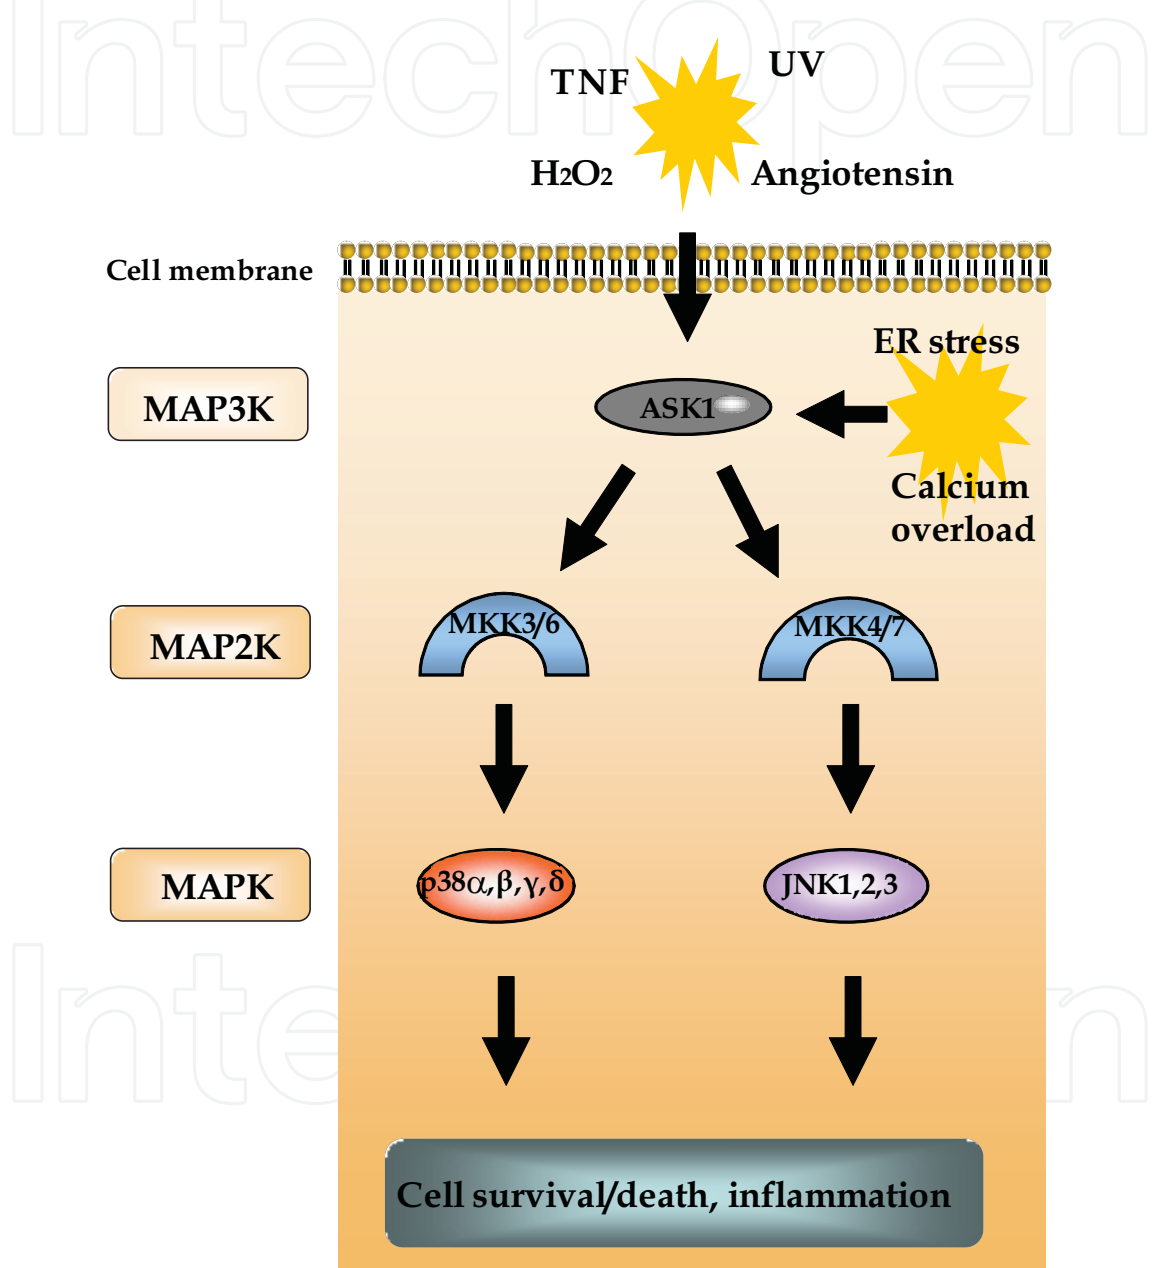 IntechOpen
UV
TNF
H₂O₂
Angiotensin
Cell membrane
ER stress
MAP3K
ASK1
Calcium
overload
MKK3/6
MKK4/7
MAP2K
p38α,β,γ,δ
JNK1,2,3
MAPK
Inte
n
Cell survival/death, inflammation